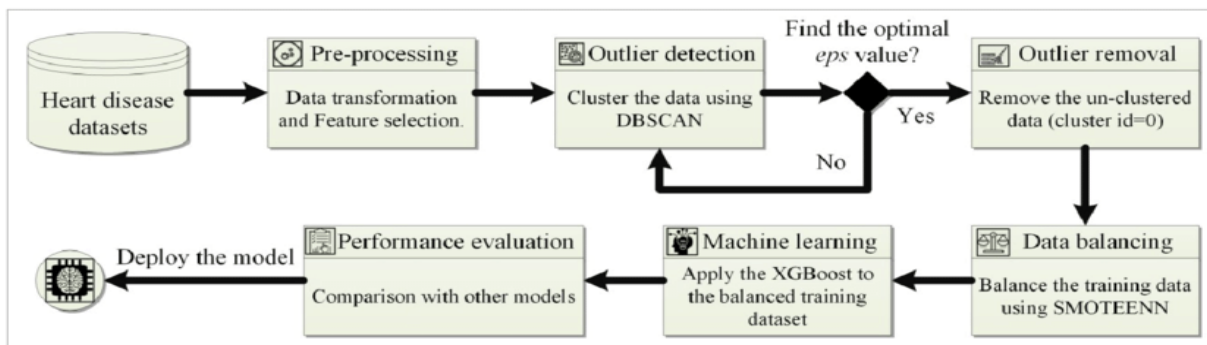 Heart disease
datasets
Pre-processing
Data transformation
and Feature selection.
Outlier detection
Cluster the data using
DBSCAN
Find the optimal
eps value?
Yes
No
Outlier removal
Remove the un-clustered
data (cluster id=0)
Data balancing
Balance the training data
using SMOTEENN
Machine learning
Apply the XGBoost to
the balanced training
dataset
Performance evaluation
Comparison with other models
Deploy the model